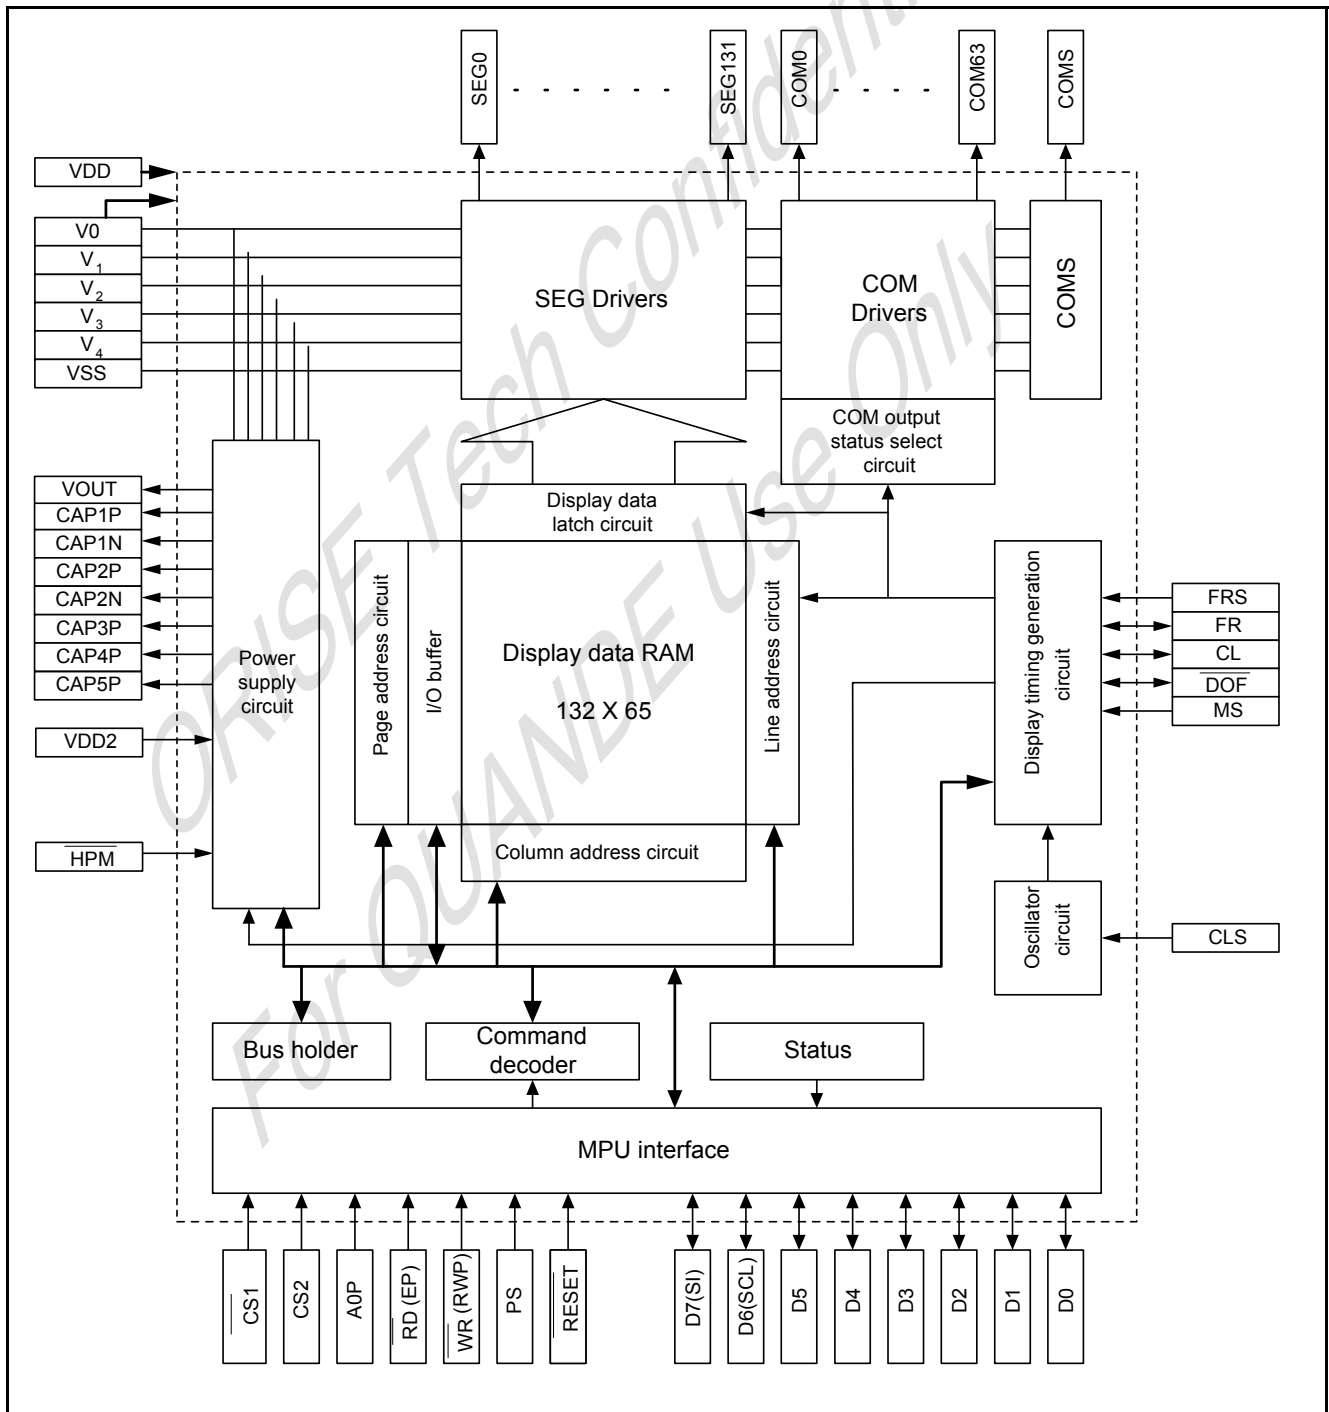 SEG0
. . . . . . .
SEG131
COM0
. . . . .
COM63
COMS
VDD
V0
V1
V2
V3
V4
VSS
SEG Drivers
COM
Drivers
COMS
COM output
status select
circuit
VOUT
CAP1P
CAP1N
CAP2P
CAP2N
CAP3P
CAP4P
CAP5P
VDD2
HPM
Power
supply
circuit
Display data
latch circuit
Page address circuit
I/O buffer
Display data RAM
132 X 65
Line address circuit
Column address circuit
Display timing generation
circuit
FRS
FR
CL
DOF
MS
Oscillator
circuit
CLS
Bus holder
Command
decoder
Status
MPU interface
CS1
CS2
A0P
RD (EP)
WR (RWP)
PS
RESET
D7(SI)
D6(SCL)
D5
D4
D3
D2
D1
D0
ORISE Tech Confident
For QUANDE Use Only